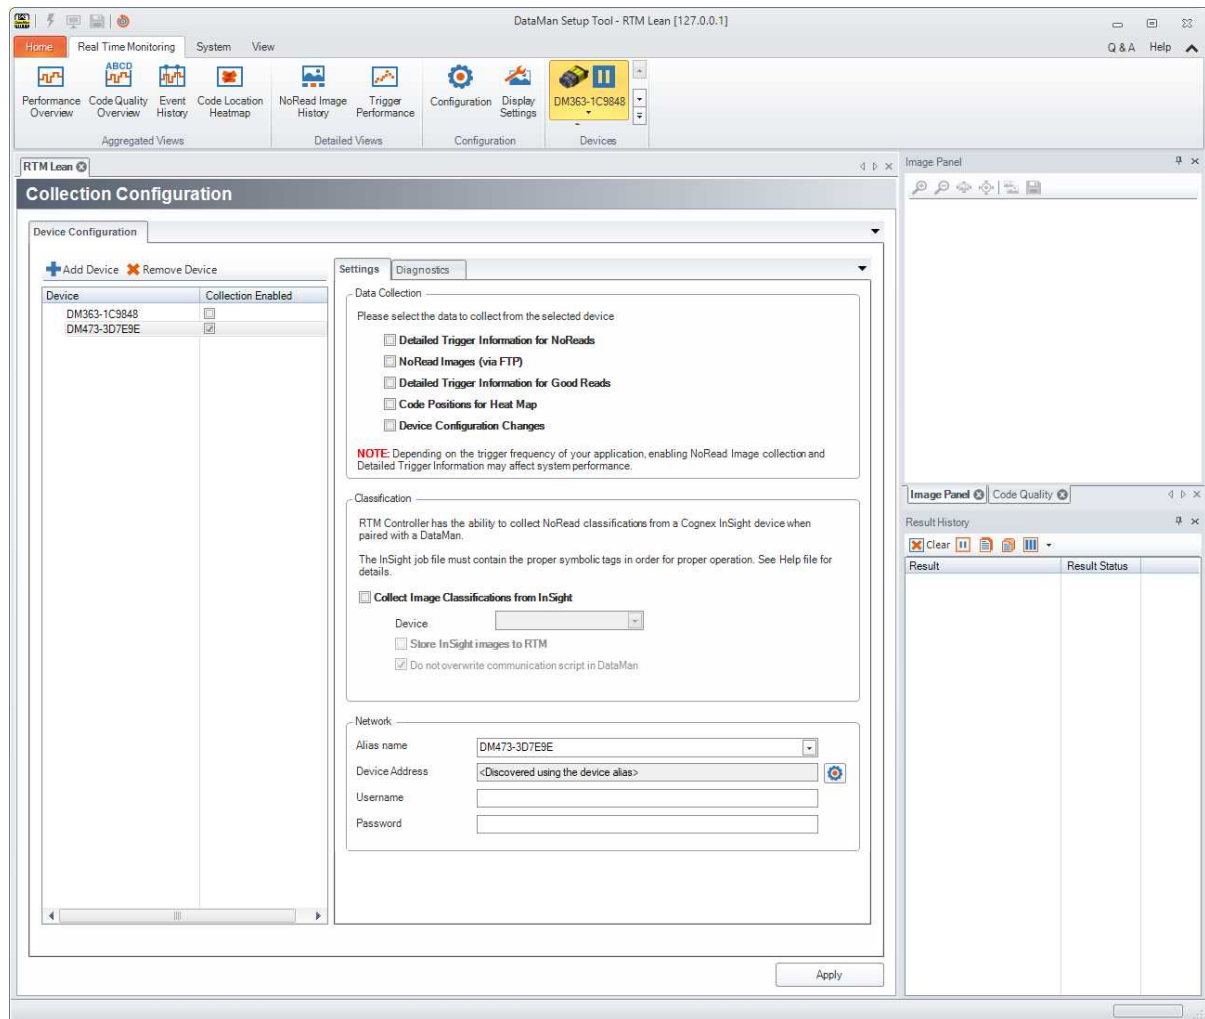 DataMan Setup Tool - RTM Lean [127.0.0.1]
Home Real Time Monitoring System View Q & A Help
ABCD
Performance Overview
Code Quality Overview
Event History
Code Location Heatmap
NoRead Image History
Trigger Performance
Configuration
Display Settings
DM363-1C9848
Aggregated Views Detailed Views Configuration Devices
RTM Lean
Collection Configuration
Device Configuration
Add Device Remove Device
Device Collection Enabled
DM363-1C9848
DM473-3D7E9E
Settings Diagnostics
Data Collection
Please select the data to collect from the selected device
Detailed Trigger Information for NoReads
NoRead Images (via FTP)
Detailed Trigger Information for Good Reads
Code Positions for Heat Map
Device Configuration Changes
NOTE: Depending on the trigger frequency of your application, enabling NoRead Image collection and
Detailed Trigger Information may affect system performance.
Classification
RTM Controller has the ability to collect NoRead classifications from a Cognex InSight device when
paired with a DataMan.
The InSight job file must contain the proper symbolic tags in order for proper operation. See Help file for
details.
Collect Image Classifications from InSight
Device
Store InSight images to RTM
Do not overwrite communication script in DataMan
Network
Alias name DM473-3D7E9E
Device Address <Discovered using the device alias>
Username
Password
Apply
Image Panel
Image Panel Code Quality
Result History
Clear
Result Result Status